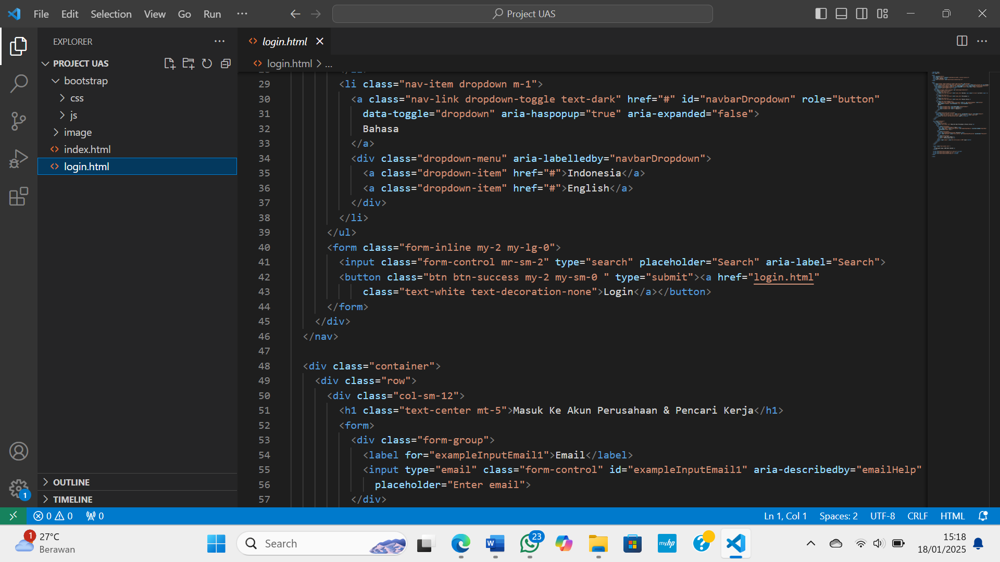 File Edit Selection View Go Run ···
Project UAS
EXPLORER
PROJECT UAS
bootstrap
css
js
image
index.html
login.html
login.html
login.html > ...
29 <li class="nav-item dropdown m-1">
30 <a class="nav-link dropdown-toggle text-dark" href="#" id="navbarDropdown" role="button"
31 data-toggle="dropdown" aria-haspopup="true" aria-expanded="false">
32 Bahasa
33 </a>
34 <div class="dropdown-menu" aria-labelledby="navbarDropdown">
35 <a class="dropdown-item" href="#">Indonesia</a>
36 <a class="dropdown-item" href="#">English</a>
37 </div>
38 </li>
39 </ul>
40 <form class="form-inline my-2 my-lg-0">
41 <input class="form-control mr-sm-2" type="search" placeholder="Search" aria-label="Search">
42 <button class="btn btn-success my-2 my-sm-0 " type="submit"><a href="login.html"
43 class="text-white text-decoration-none">Login</a></button>
44 </form>
45 </div>
46 </nav>
47
48 <div class="container">
49 <div class="row">
50 <div class="col-sm-12">
51 <h1 class="text-center mt-5">Masuk Ke Akun Perusahaan & Pencari Kerja</h1>
52 <form>
53 <div class="form-group">
54 <label for="exampleInputEmail1">Email</label>
55 <input type="email" class="form-control" id="exampleInputEmail1" aria-describedby="emailHelp"
56 placeholder="Enter email">
57 </div>
OUTLINE
TIMELINE
1
0 0 0
Ln 1, Col 1 Spaces: 2 UTF-8 CRLF HTML
1
27°C
Berawan
Search
W
23
myhp
?
15:18
18/01/2025